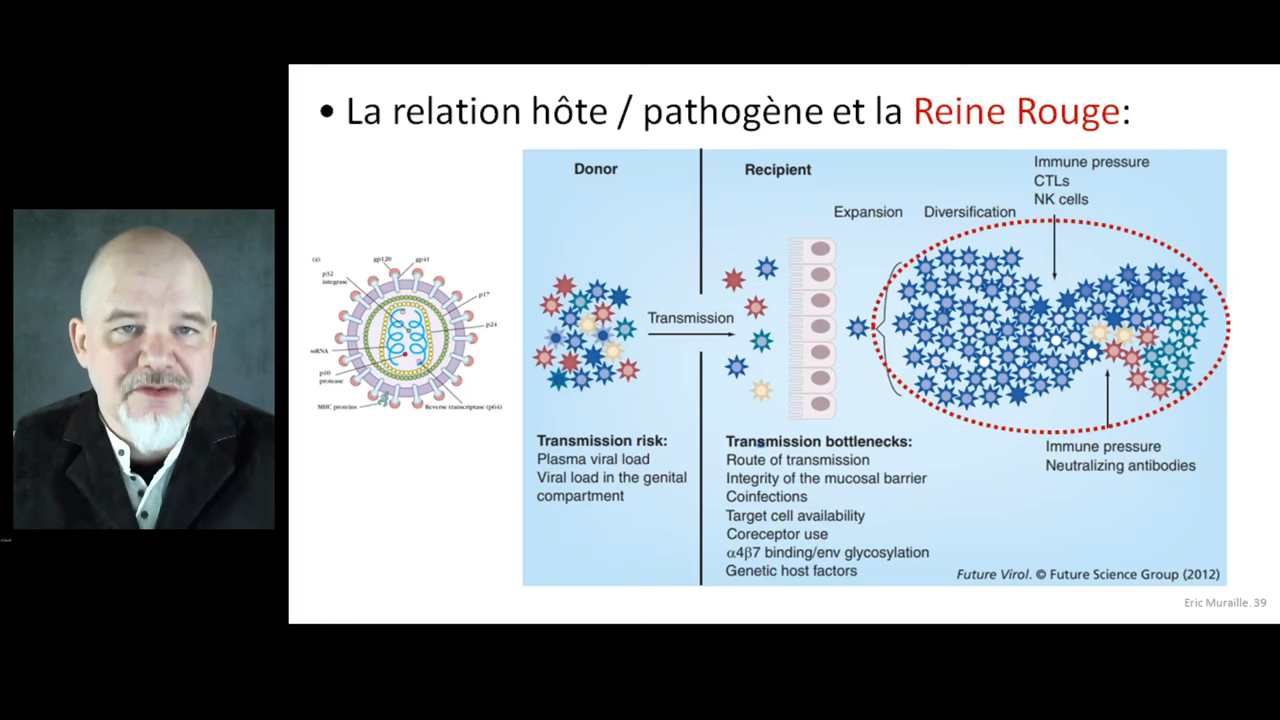 • La relation hôte / pathogène et la Reine Rouge:
(a)
gp120
gp41
p32
integrase
p17
p24
ssRNA
p10
protease
MHC proteins
Reverse transcriptase (p64)
Donor
Recipient
Immune pressure
CTLs
NK cells
Expansion
Diversification
Transmission
Transmission risk:
Plasma viral load
Viral load in the genital
compartment
Transmission bottlenecks:
Route of transmission
Integrity of the mucosal barrier
Coinfections
Target cell availability
Coreceptor use
α4β7 binding/env glycosylation
Genetic host factors
Immune pressure
Neutralizing antibodies
Future Virol. © Future Science Group (2012)
Eric Muraille. 39